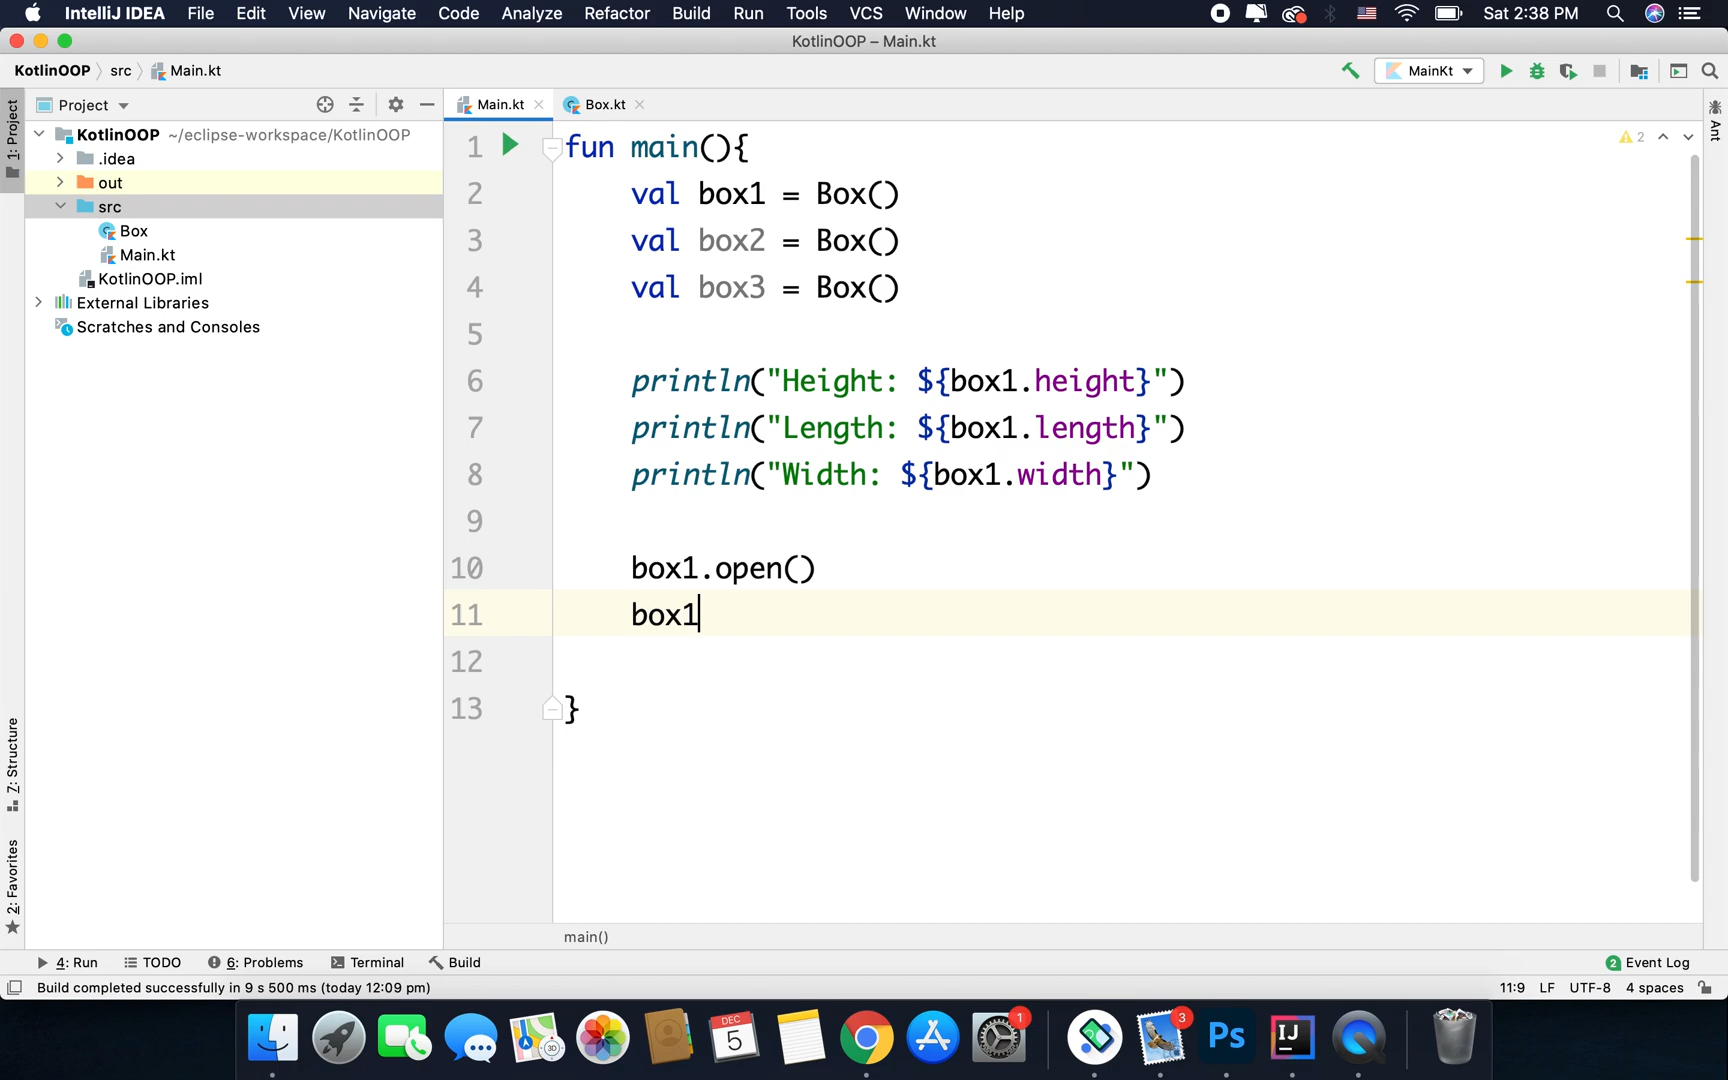 IntelliJ IDEA File Edit View Navigate Code Analyze Refactor Build Run Tools VCS Window Help Sat 2:38 PM
KotlinOOP – Main.kt
KotlinOOP src Main.kt MainKt
Project Main.kt Box.kt
1: Project
Ant
KotlinOOP ~/eclipse-workspace/KotlinOOP
.idea
out
src
Box
Main.kt
KotlinOOP.iml
External Libraries
Scratches and Consoles
2
1 fun main(){
2 val box1 = Box()
3 val box2 = Box()
4 val box3 = Box()
5
6 println("Height: ${box1.height}")
7 println("Length: ${box1.length}")
8 println("Width: ${box1.width}")
9
10 box1.open()
11 box1
12
13 }
7: Structure
2: Favorites
main()
4: Run TODO 6: Problems Terminal Build 2 Event Log
Build completed successfully in 9 s 500 ms (today 12:09 pm) 11:9 LF UTF-8 4 spaces
DEC
5
3D
1
3
Ps
IJ